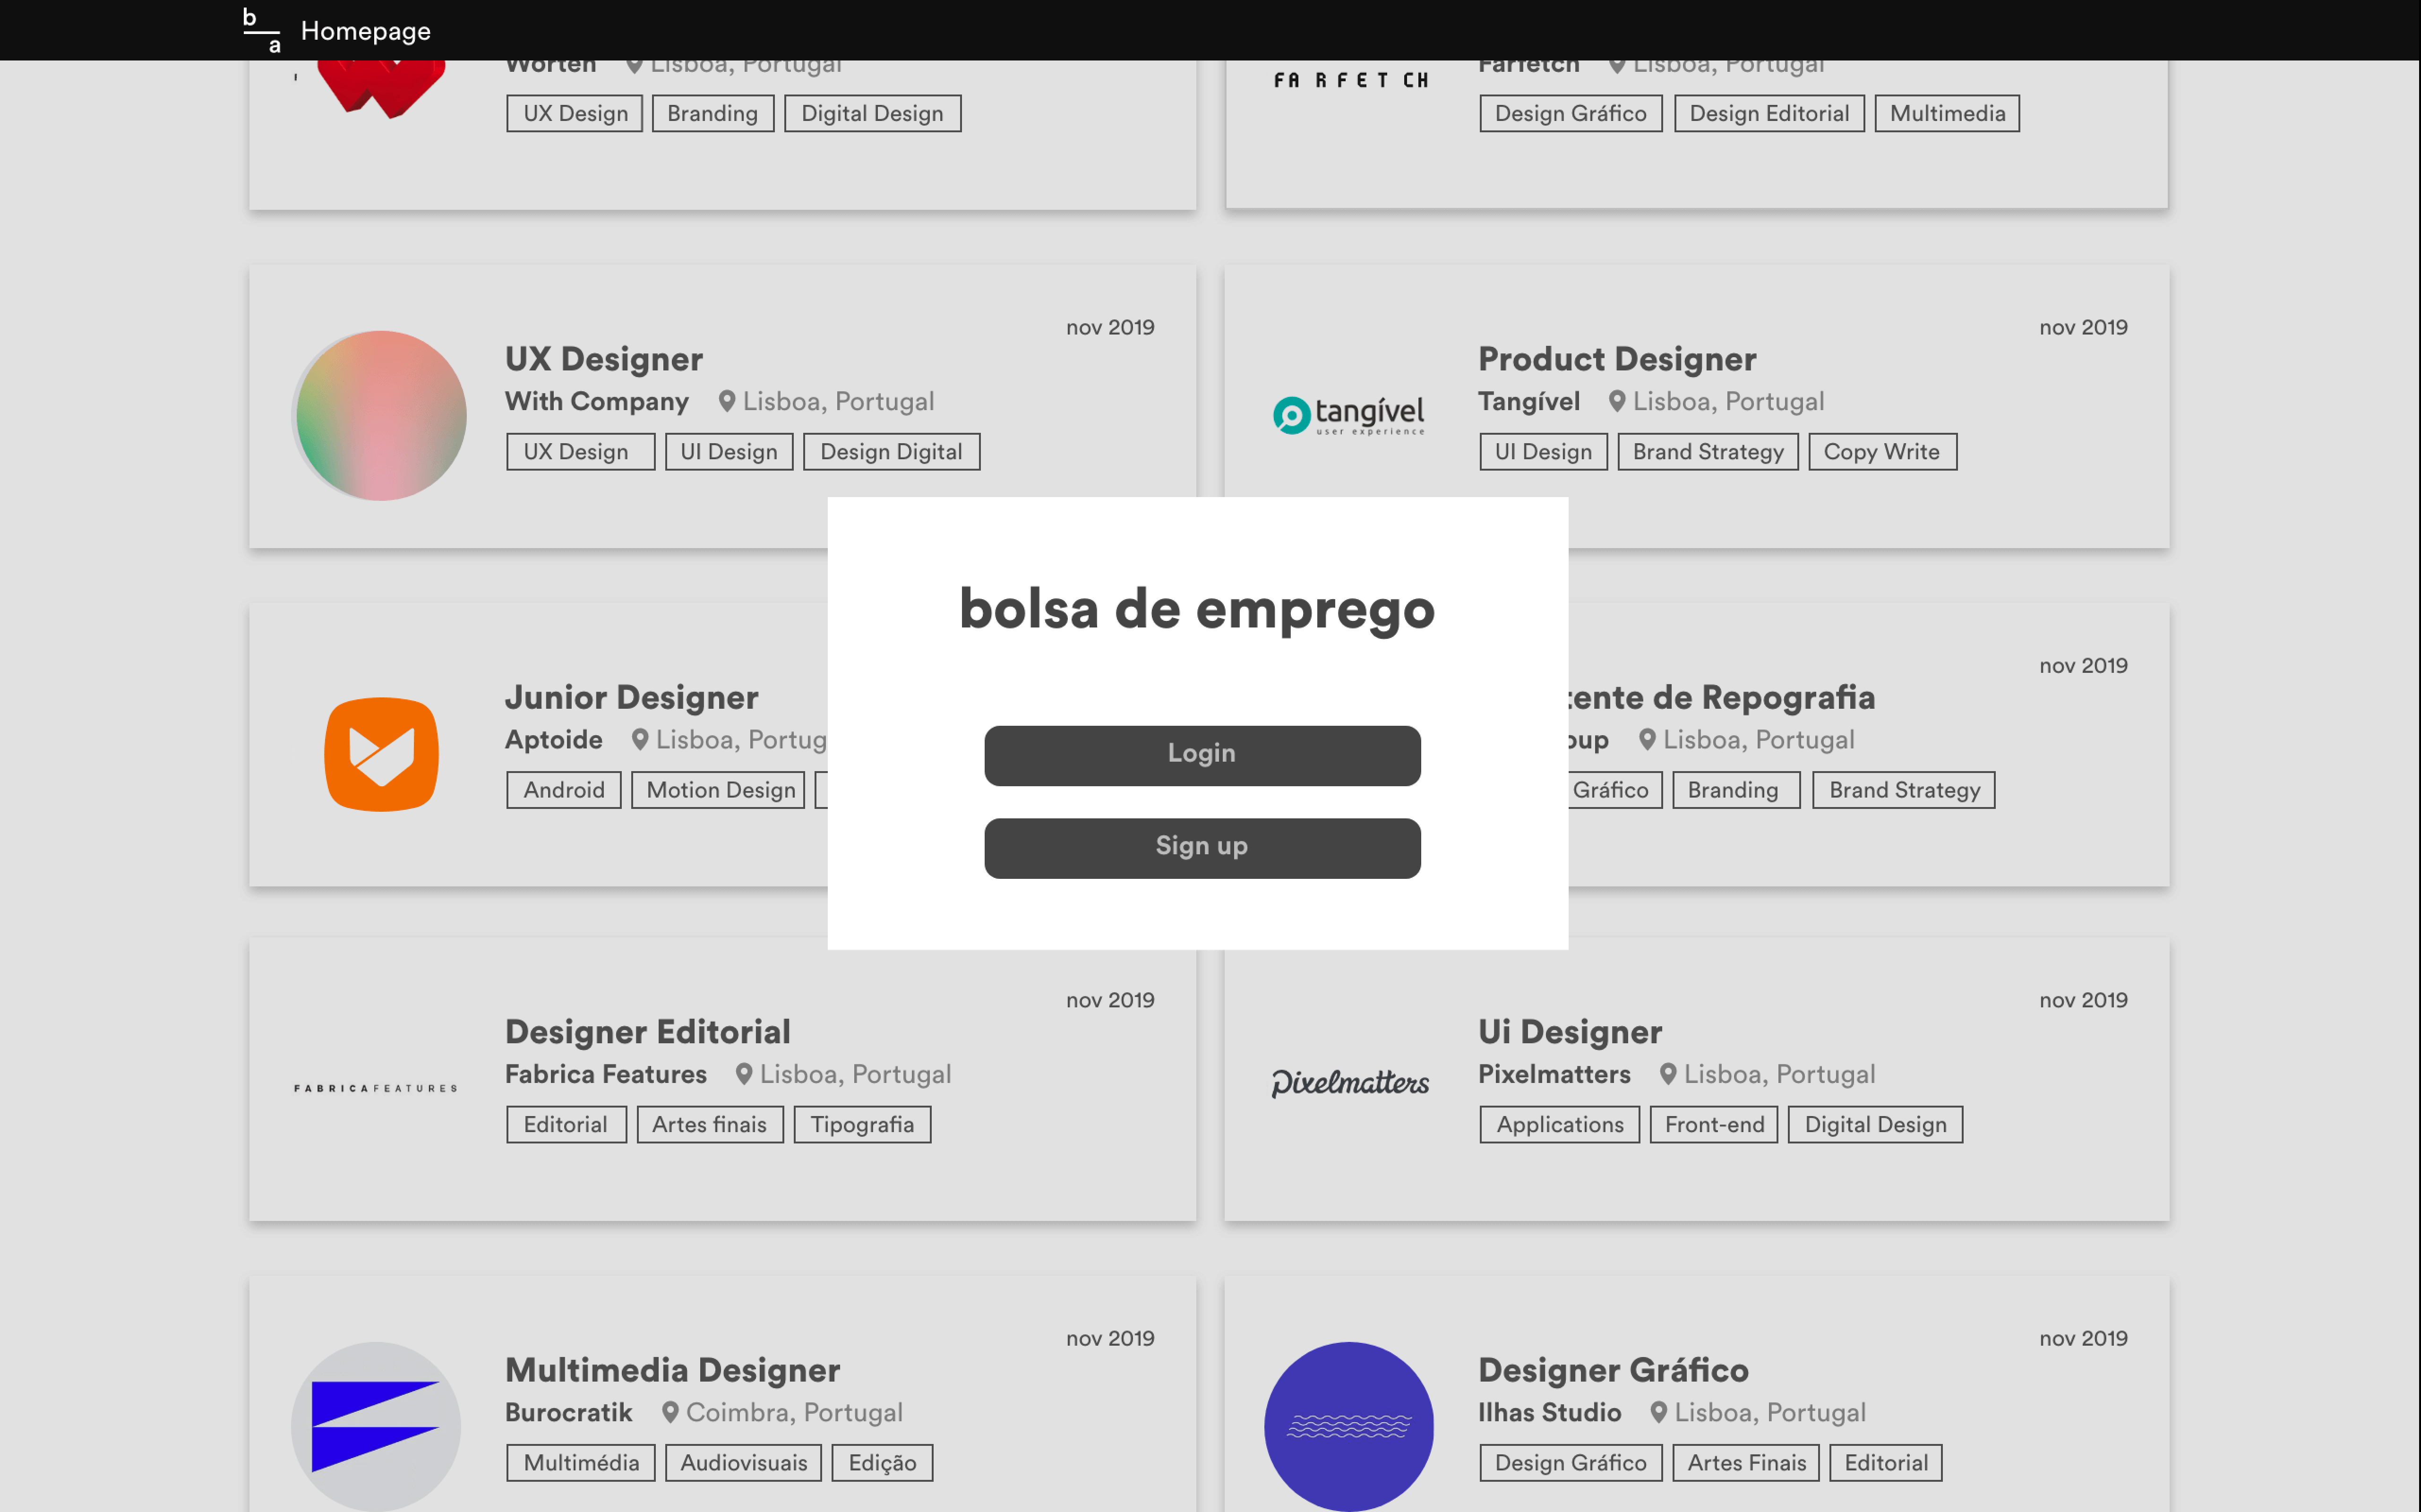 b
a
Homepage
Worten Lisboa, Portugal
UX Design Branding Digital Design
FARFETCH
Farfetch Lisboa, Portugal
Design Gráfico Design Editorial Multimedia
nov 2019
UX Designer
With Company Lisboa, Portugal
UX Design UI Design Design Digital
nov 2019
tangível
user experience
Product Designer
Tangível Lisboa, Portugal
UI Design Brand Strategy Copy Write
bolsa de emprego
Login
Sign up
Junior Designer
Aptoide Lisboa, Portug
Android Motion Design
nov 2019
tente de Repografia
oup Lisboa, Portugal
Gráfico Branding Brand Strategy
nov 2019
FABRICAFEATURES
Designer Editorial
Fabrica Features Lisboa, Portugal
Editorial Artes finais Tipografia
nov 2019
Pixelmatters
Ui Designer
Pixelmatters Lisboa, Portugal
Applications Front-end Digital Design
nov 2019
Multimedia Designer
Burocratik Coimbra, Portugal
Multimédia Audiovisuais Edição
nov 2019
Designer Gráfico
Ilhas Studio Lisboa, Portugal
Design Gráfico Artes Finais Editorial